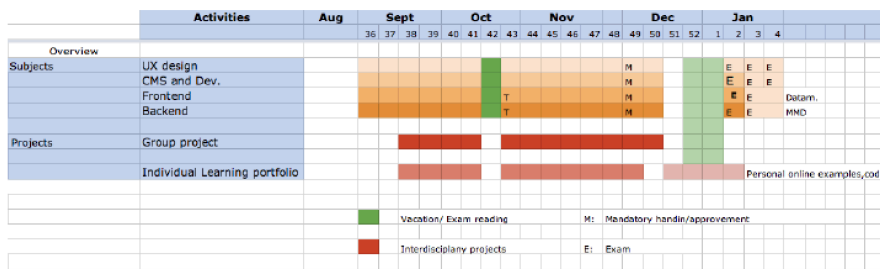 Activities Aug Sept Oct Nov Dec Jan
36 37 38 39 40 41 42 43 44 45 46 47 48 49 50 51 52 1 2 3 4
Overview
Subjects UX design M E E E
CMS and Dev. M E E E
Frontend T M E E Datam.
Backend T M E E MMD
Projects Group project
Individual Learning portfolio Personal online examples,cod
Vacation/ Exam reading M: Mandatory handin/approvement
Interdisciplany projects E: Exam